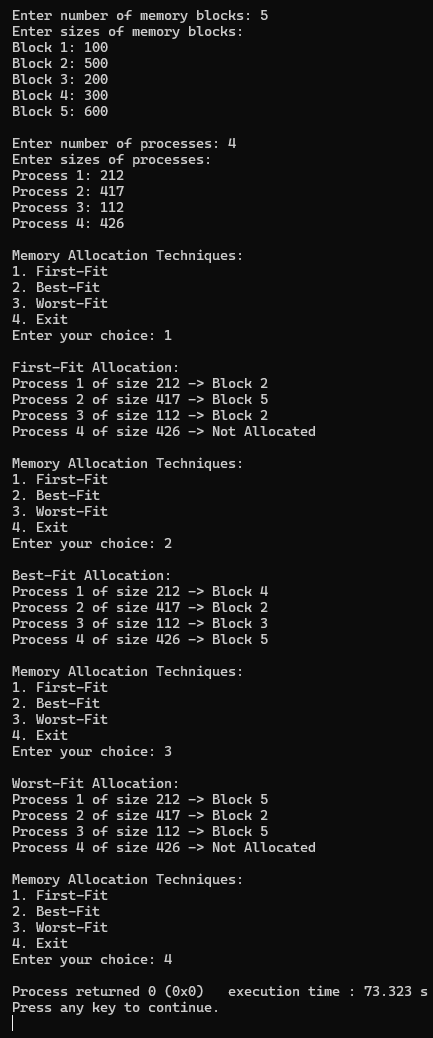 Enter number of memory blocks: 5
Enter sizes of memory blocks:
Block 1: 100
Block 2: 500
Block 3: 200
Block 4: 300
Block 5: 600
Enter number of processes: 4
Enter sizes of processes:
Process 1: 212
Process 2: 417
Process 3: 112
Process 4: 426
Memory Allocation Techniques:
1. First-Fit
2. Best-Fit
3. Worst-Fit
4. Exit
Enter your choice: 1
First-Fit Allocation:
Process 1 of size 212 -> Block 2
Process 2 of size 417 -> Block 5
Process 3 of size 112 -> Block 2
Process 4 of size 426 -> Not Allocated
Memory Allocation Techniques:
1. First-Fit
2. Best-Fit
3. Worst-Fit
4. Exit
Enter your choice: 2
Best-Fit Allocation:
Process 1 of size 212 -> Block 4
Process 2 of size 417 -> Block 2
Process 3 of size 112 -> Block 3
Process 4 of size 426 -> Block 5
Memory Allocation Techniques:
1. First-Fit
2. Best-Fit
3. Worst-Fit
4. Exit
Enter your choice: 3
Worst-Fit Allocation:
Process 1 of size 212 -> Block 5
Process 2 of size 417 -> Block 2
Process 3 of size 112 -> Block 5
Process 4 of size 426 -> Not Allocated
Memory Allocation Techniques:
1. First-Fit
2. Best-Fit
3. Worst-Fit
4. Exit
Enter your choice: 4
Process returned 0 (0x0)   execution time : 73.323 s
Press any key to continue.